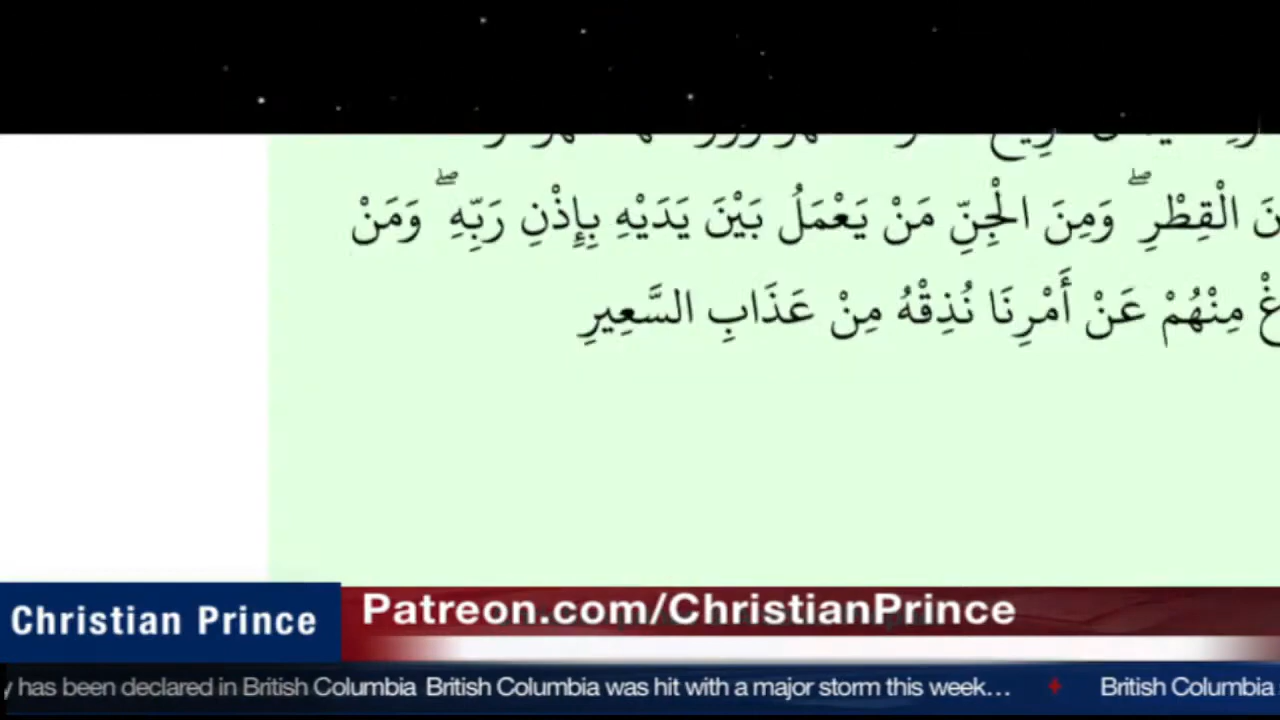 الْقِطْرِ ۖ وَمِنَ الْجِنِّ مَنْ يَعْمَلُ بَيْنَ يَدَيْهِ بِإِذْنِ رَبِّهِ ۖ وَمَنْ
مِنْهُمْ عَنْ أَمْرِنَا نُذِقْهُ مِنْ عَذَابِ السَّعِيرِ
Christian Prince
Patreon.com/ChristianPrince
has been declared in British Columbia British Columbia was hit with a major storm this week... British Columbia